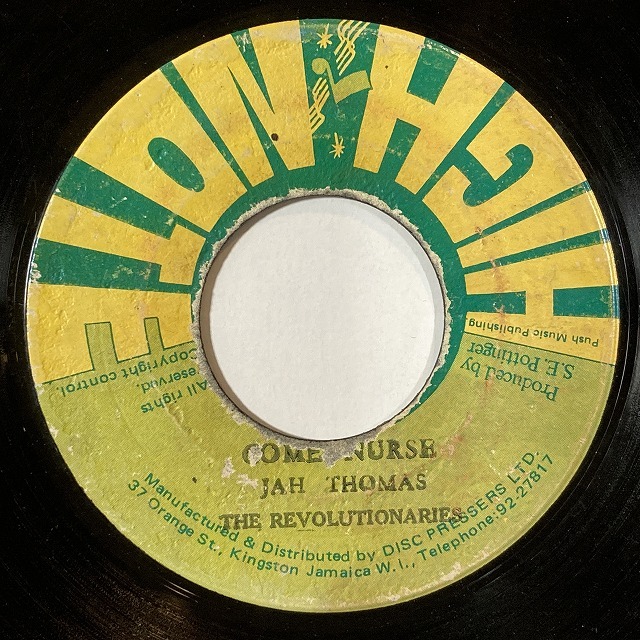 HIGH NOTE
Push Music Publishing
Produced by
S.E. Pottinger
All rights
reserved.
Copyright control.
COME NURSE
JAH THOMAS
THE REVOLUTIONARIES
Manufactured & Distributed by DISC PRESSERS LTD.
37 Orange St., Kingston Jamaica W.I., Telephone: 92-27817